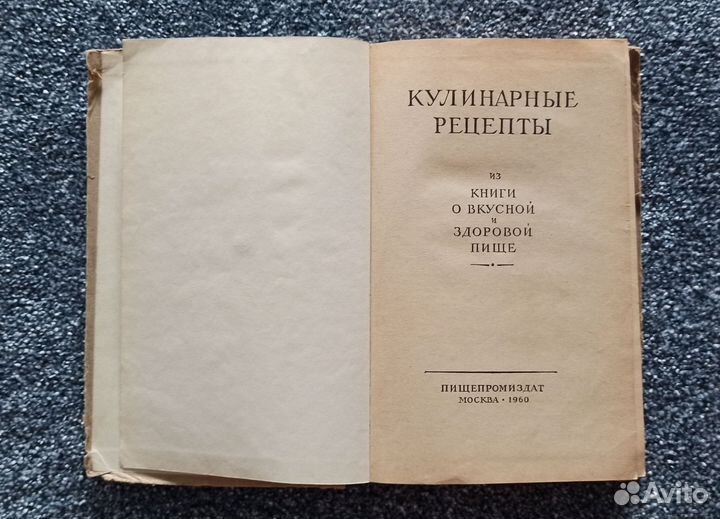 КУЛИНАРНЫЕ
РЕЦЕПТЫ
ИЗ
КНИГИ
О ВКУСНОЙ
И
ЗДОРОВОЙ
ПИЩЕ
ПИЩЕПРОМИЗДАТ
МОСКВА • 1960
Avito